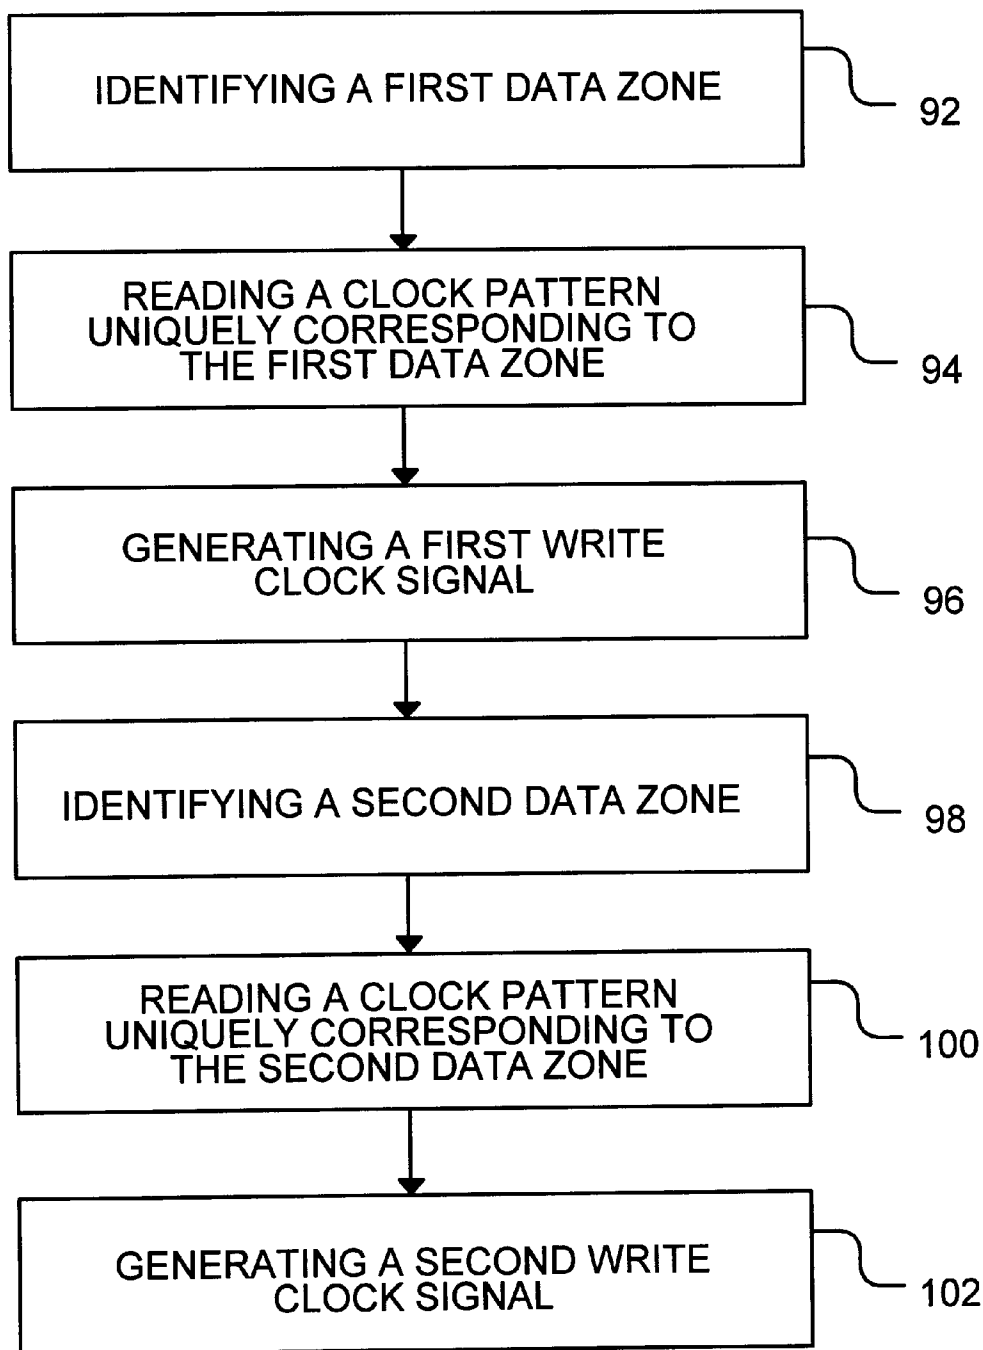 IDENTIFYING A FIRST DATA ZONE
92
READING A CLOCK PATTERN
UNIQUELY CORRESPONDING TO
THE FIRST DATA ZONE
94
GENERATING A FIRST WRITE
CLOCK SIGNAL
96
IDENTIFYING A SECOND DATA ZONE
98
READING A CLOCK PATTERN
UNIQUELY CORRESPONDING TO
THE SECOND DATA ZONE
100
GENERATING A SECOND WRITE
CLOCK SIGNAL
102